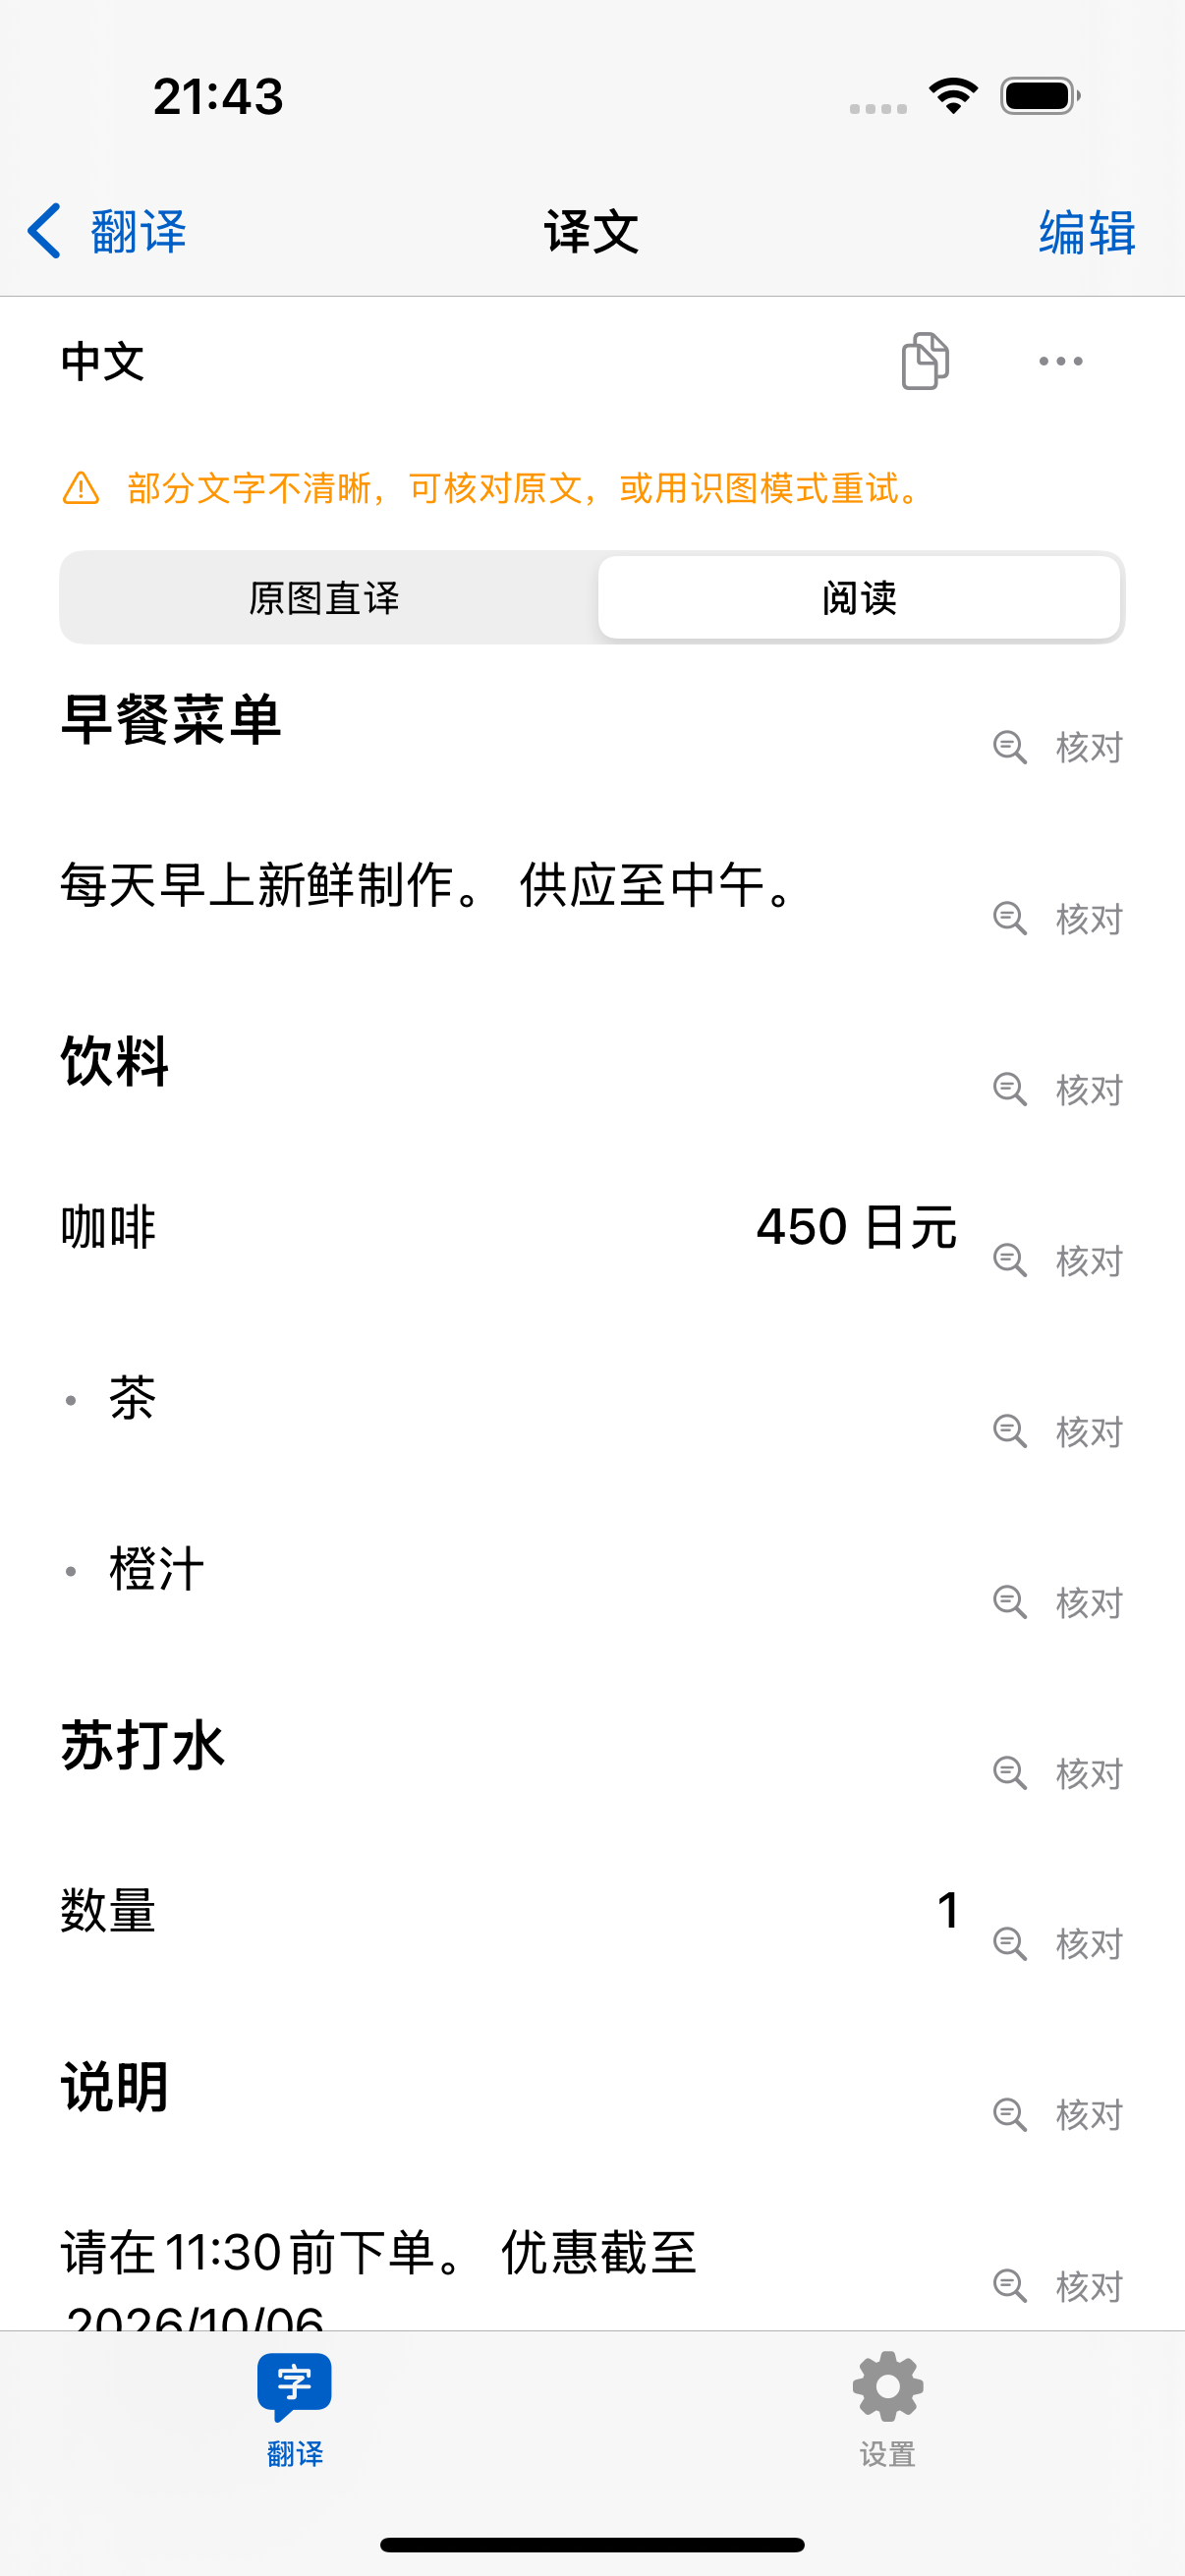 21:43
翻译
译文
编辑
中文
部分文字不清晰，可核对原文，或用识图模式重试。
原图直译
阅读
早餐菜单
核对
每天早上新鲜制作。 供应至中午。
核对
饮料
核对
咖啡 450 日元
核对
• 茶
核对
• 橙汁
核对
苏打水
核对
数量 1
核对
说明
核对
请在 11:30 前下单。 优惠截至
核对
2026/10/06
字
翻译
设置